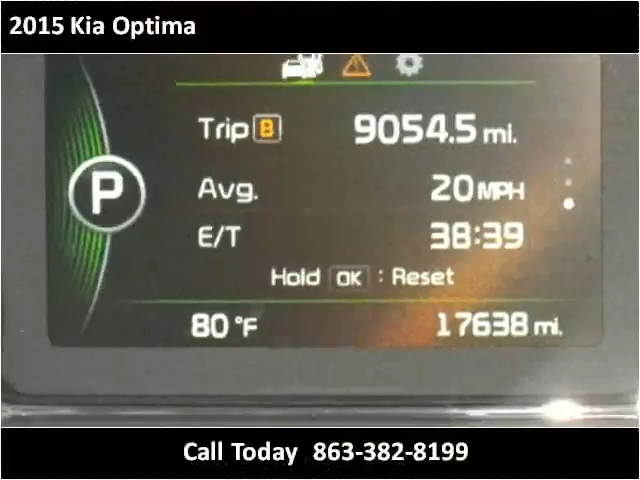 2015 Kia Optima
Trip B 9054.5 mi.
P
Avg. 20 MPH
E/T 38:39
Hold OK : Reset
80 °F 17638 mi.
Call Today 863-382-8199